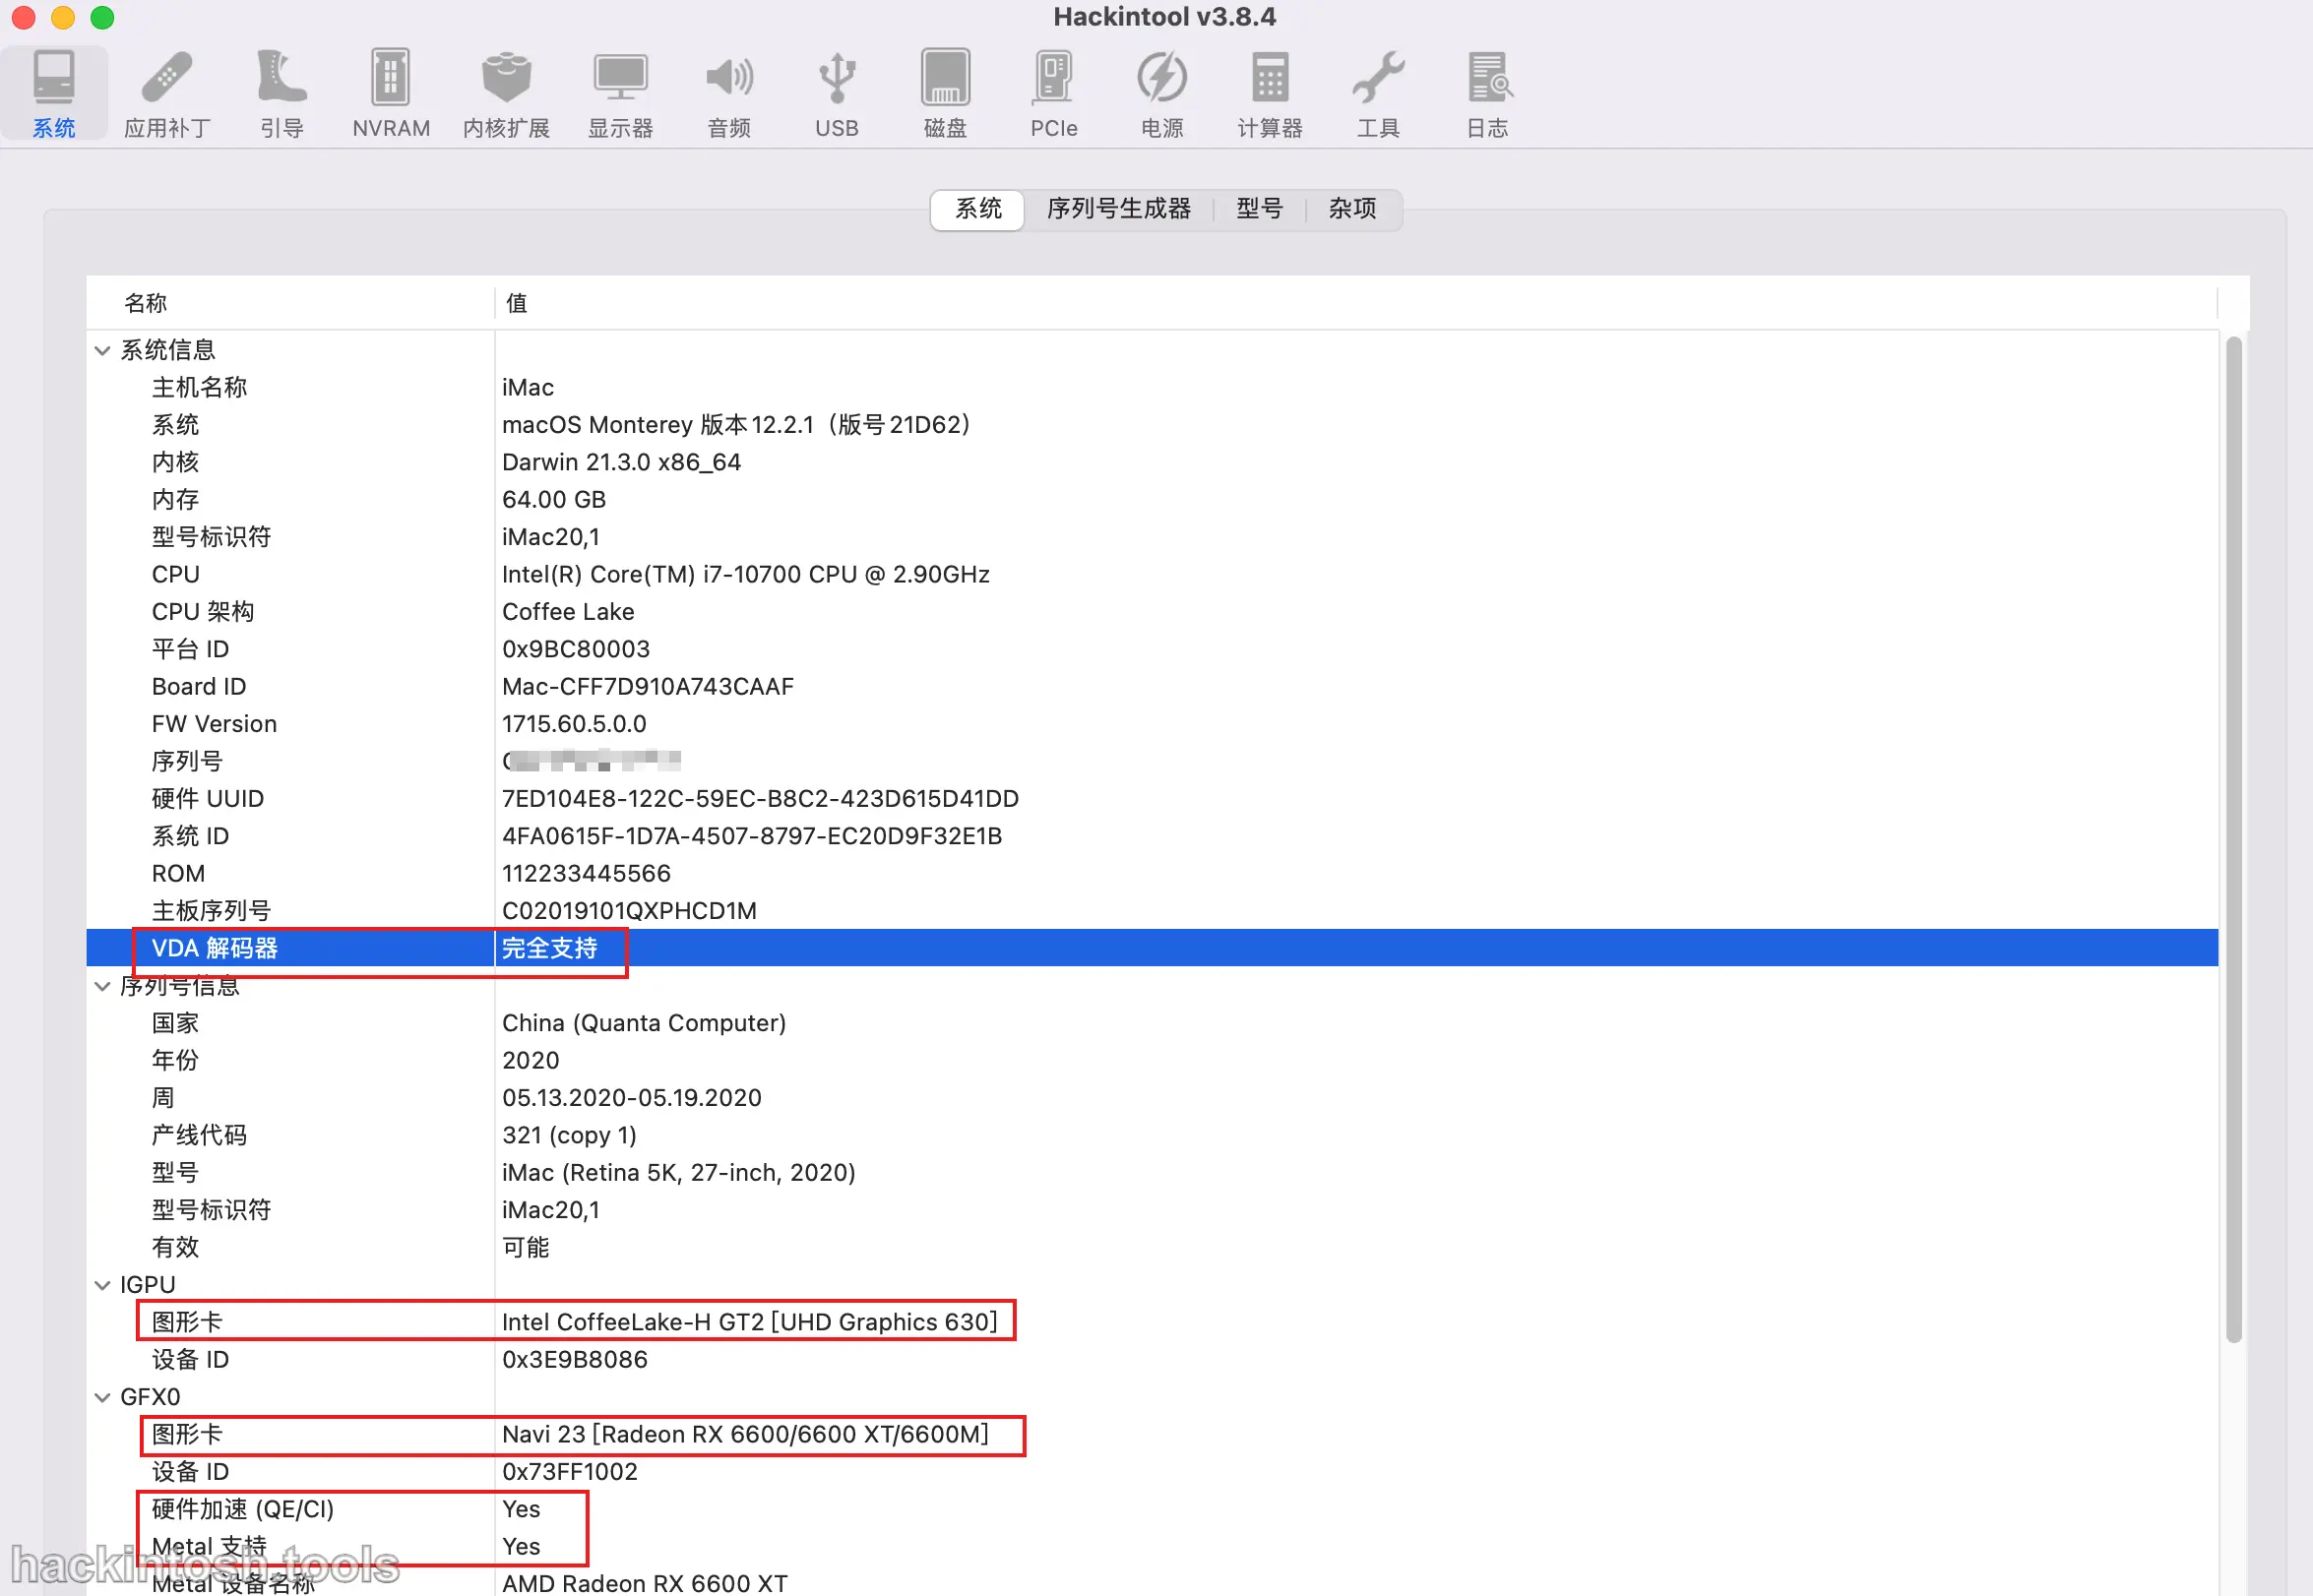 Hackintool v3.8.4
系统 应用补丁 引导 NVRAM 内核扩展 显示器 音频 USB 磁盘 PCIe 电源 计算器 工具 日志
系统 序列号生成器 型号 杂项
名称 值
系统信息
主机名称 iMac
系统 macOS Monterey 版本12.2.1（版号21D62）
内核 Darwin 21.3.0 x86_64
内存 64.00 GB
型号标识符 iMac20,1
CPU Intel(R) Core(TM) i7-10700 CPU @ 2.90GHz
CPU 架构 Coffee Lake
平台 ID 0x9BC80003
Board ID Mac-CFF7D910A743CAAF
FW Version 1715.60.5.0.0
序列号
硬件 UUID 7ED104E8-122C-59EC-B8C2-423D615D41DD
系统 ID 4FA0615F-1D7A-4507-8797-EC20D9F32E1B
ROM 112233445566
主板序列号 C02019101QXPHCD1M
VDA 解码器 完全支持
序列号信息
国家 China (Quanta Computer)
年份 2020
周 05.13.2020-05.19.2020
产线代码 321 (copy 1)
型号 iMac (Retina 5K, 27-inch, 2020)
型号标识符 iMac20,1
有效 可能
IGPU
图形卡 Intel CoffeeLake-H GT2 [UHD Graphics 630]
设备 ID 0x3E9B8086
GFX0
图形卡 Navi 23 [Radeon RX 6600/6600 XT/6600M]
设备 ID 0x73FF1002
硬件加速 (QE/CI) Yes
Metal 支持 Yes
hackintosh.tools
Metal 设备名称 AMD Radeon RX 6600 XT